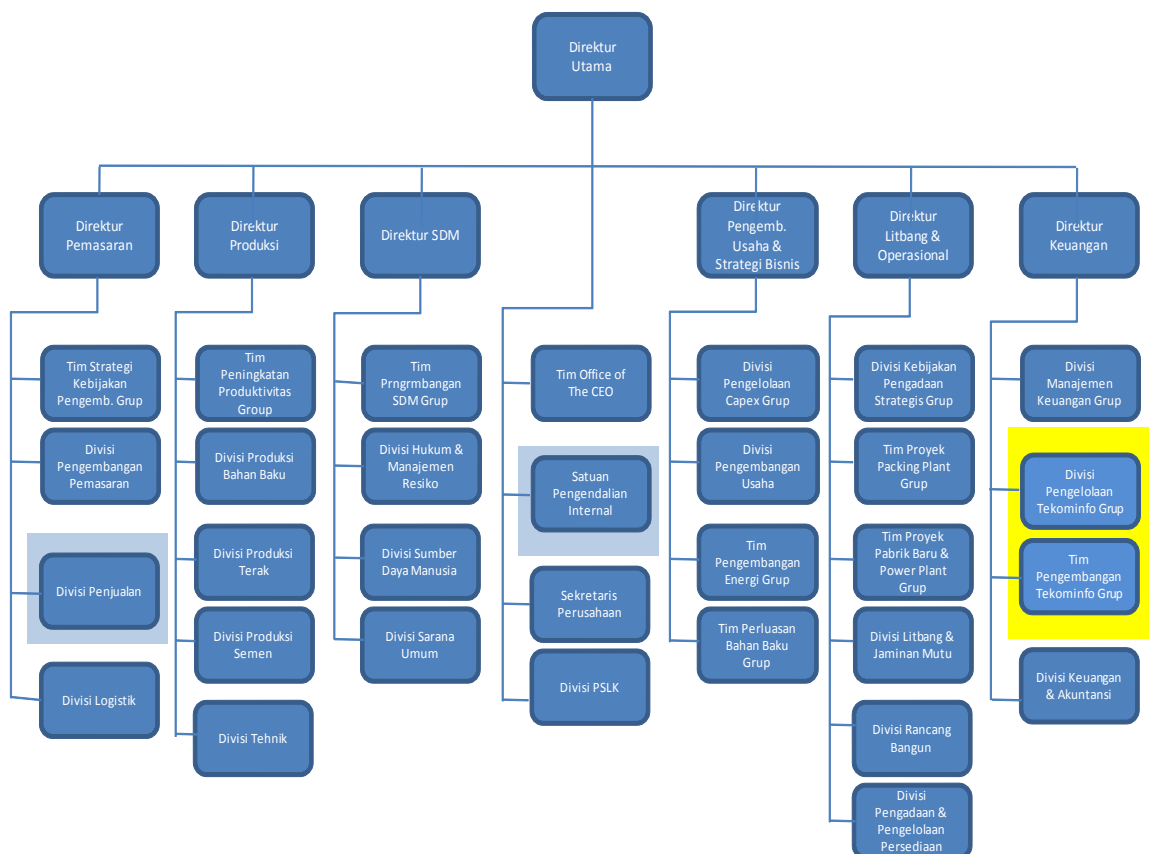 Direktur
Utama
Direktur
Pemasaran
Direktur
Produksi
Direktur SDM
Direktur
Pengemb.
Usaha &
Strategi Bisnis
Direktur
Litbang &
Operasional
Direktur
Keuangan
Tim Strategi
Kebijakan
Pengemb. Grup
Divisi
Pengembangan
Pemasaran
Divisi Penjualan
Divisi Logistik
Tim
Peningkatan
Produktivitas
Group
Divisi Produksi
Bahan Baku
Divisi Produksi
Terak
Divisi Produksi
Semen
Divisi Tehnik
Tim
Prngrmbangan
SDM Grup
Divisi Hukum &
Manajemen
Resiko
Divisi Sumber
Daya Manusia
Divisi Sarana
Umum
Tim Office of
The CEO
Satuan
Pengendalian
Internal
Sekretaris
Perusahaan
Divisi PSLK
Divisi
Pengelolaan
Capex Grup
Divisi
Pengembangan
Usaha
Tim
Pengembangan
Energi Grup
Tim Perluasan
Bahan Baku
Grup
Divisi Kebijakan
Pengadaan
Strategis Grup
Tim Proyek
Packing Plant
Grup
Tim Proyek
Pabrik Baru &
Power Plant
Grup
Divisi Litbang &
Jaminan Mutu
Divisi Rancang
Bangun
Divisi
Pengadaan &
Pengelolaan
Persediaan
Divisi
Manajemen
Keuangan Grup
Divisi
Pengelolaan
Tekominfo Grup
Tim
Pengembangan
Tekominfo Grup
Divisi Keuangan
& Akuntansi